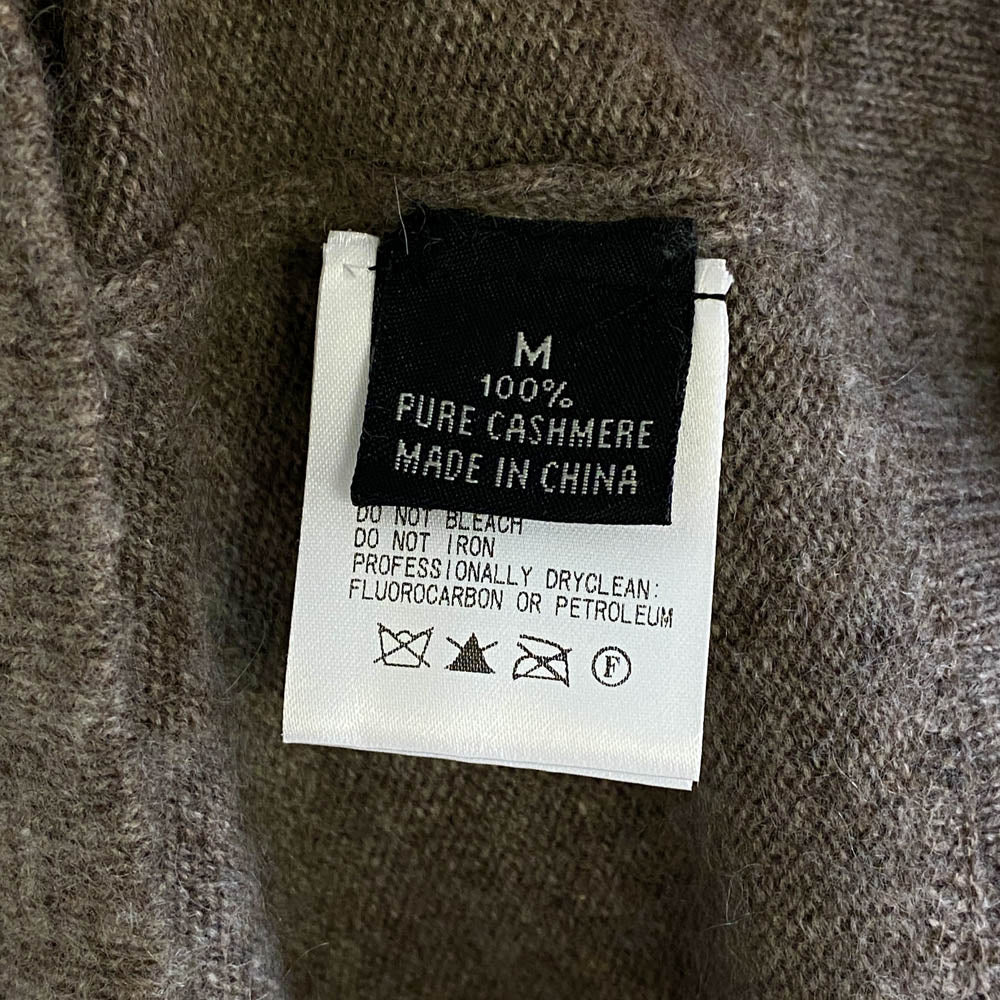 M
100%
PURE CASHMERE
MADE IN CHINA
DO NOT BLEACH
DO NOT IRON
PROFESSIONALLY DRYCLEAN:
FLUOROCARBON OR PETROLEUM
F